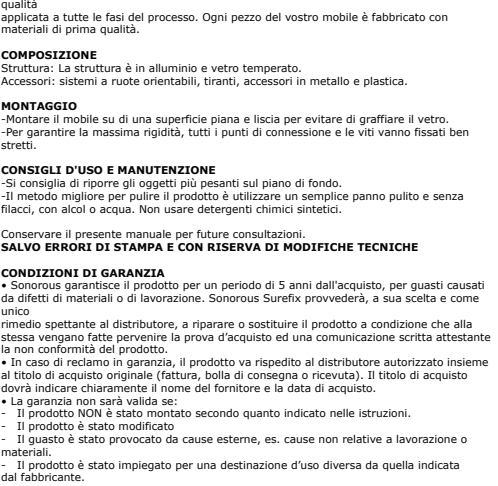 qualità
applicata a tutte le fasi del processo. Ogni pezzo del vostro mobile è fabbricato con
materiali di prima qualità.
COMPOSIZIONE
Struttura: La struttura è in alluminio e vetro temperato.
Accessori: sistemi a ruote orientabili, tiranti, accessori in metallo e plastica.
MONTAGGIO
-Montare il mobile su di una superficie piana e liscia per evitare di graffiare il vetro.
-Per garantire la massima rigidità, tutti i punti di connessione e le viti vanno fissati ben
stretti.
CONSIGLI D'USO E MANUTENZIONE
-Si consiglia di riporre gli oggetti più pesanti sul piano di fondo.
-Il metodo migliore per pulire il prodotto è utilizzare un semplice panno pulito e senza
filacci, con alcol o acqua. Non usare detergenti chimici sintetici.
Conservare il presente manuale per future consultazioni.
SALVO ERRORI DI STAMPA E CON RISERVA DI MODIFICHE TECNICHE
CONDIZIONI DI GARANZIA
• Sonorous garantisce il prodotto per un periodo di 5 anni dall'acquisto, per guasti causati
da difetti di materiali o di lavorazione. Sonorous Surefix provvederà, a sua scelta e come
unico
rimedio spettante al distributore, a riparare o sostituire il prodotto a condizione che alla
stessa vengano fatte pervenire la prova d’acquisto ed una comunicazione scritta attestante
la non conformità del prodotto.
• In caso di reclamo in garanzia, il prodotto va rispedito al distributore autorizzato insieme
al titolo di acquisto originale (fattura, bolla di consegna o ricevuta). Il titolo di acquisto
dovrà indicare chiaramente il nome del fornitore e la data di acquisto.
• La garanzia non sarà valida se:
- Il prodotto NON è stato montato secondo quanto indicato nelle istruzioni.
- Il prodotto è stato modificato
- Il guasto è stato provocato da cause esterne, es. cause non relative a lavorazione o
materiali.
- Il prodotto è stato impiegato per una destinazione d’uso diversa da quella indicata
dal fabbricante.